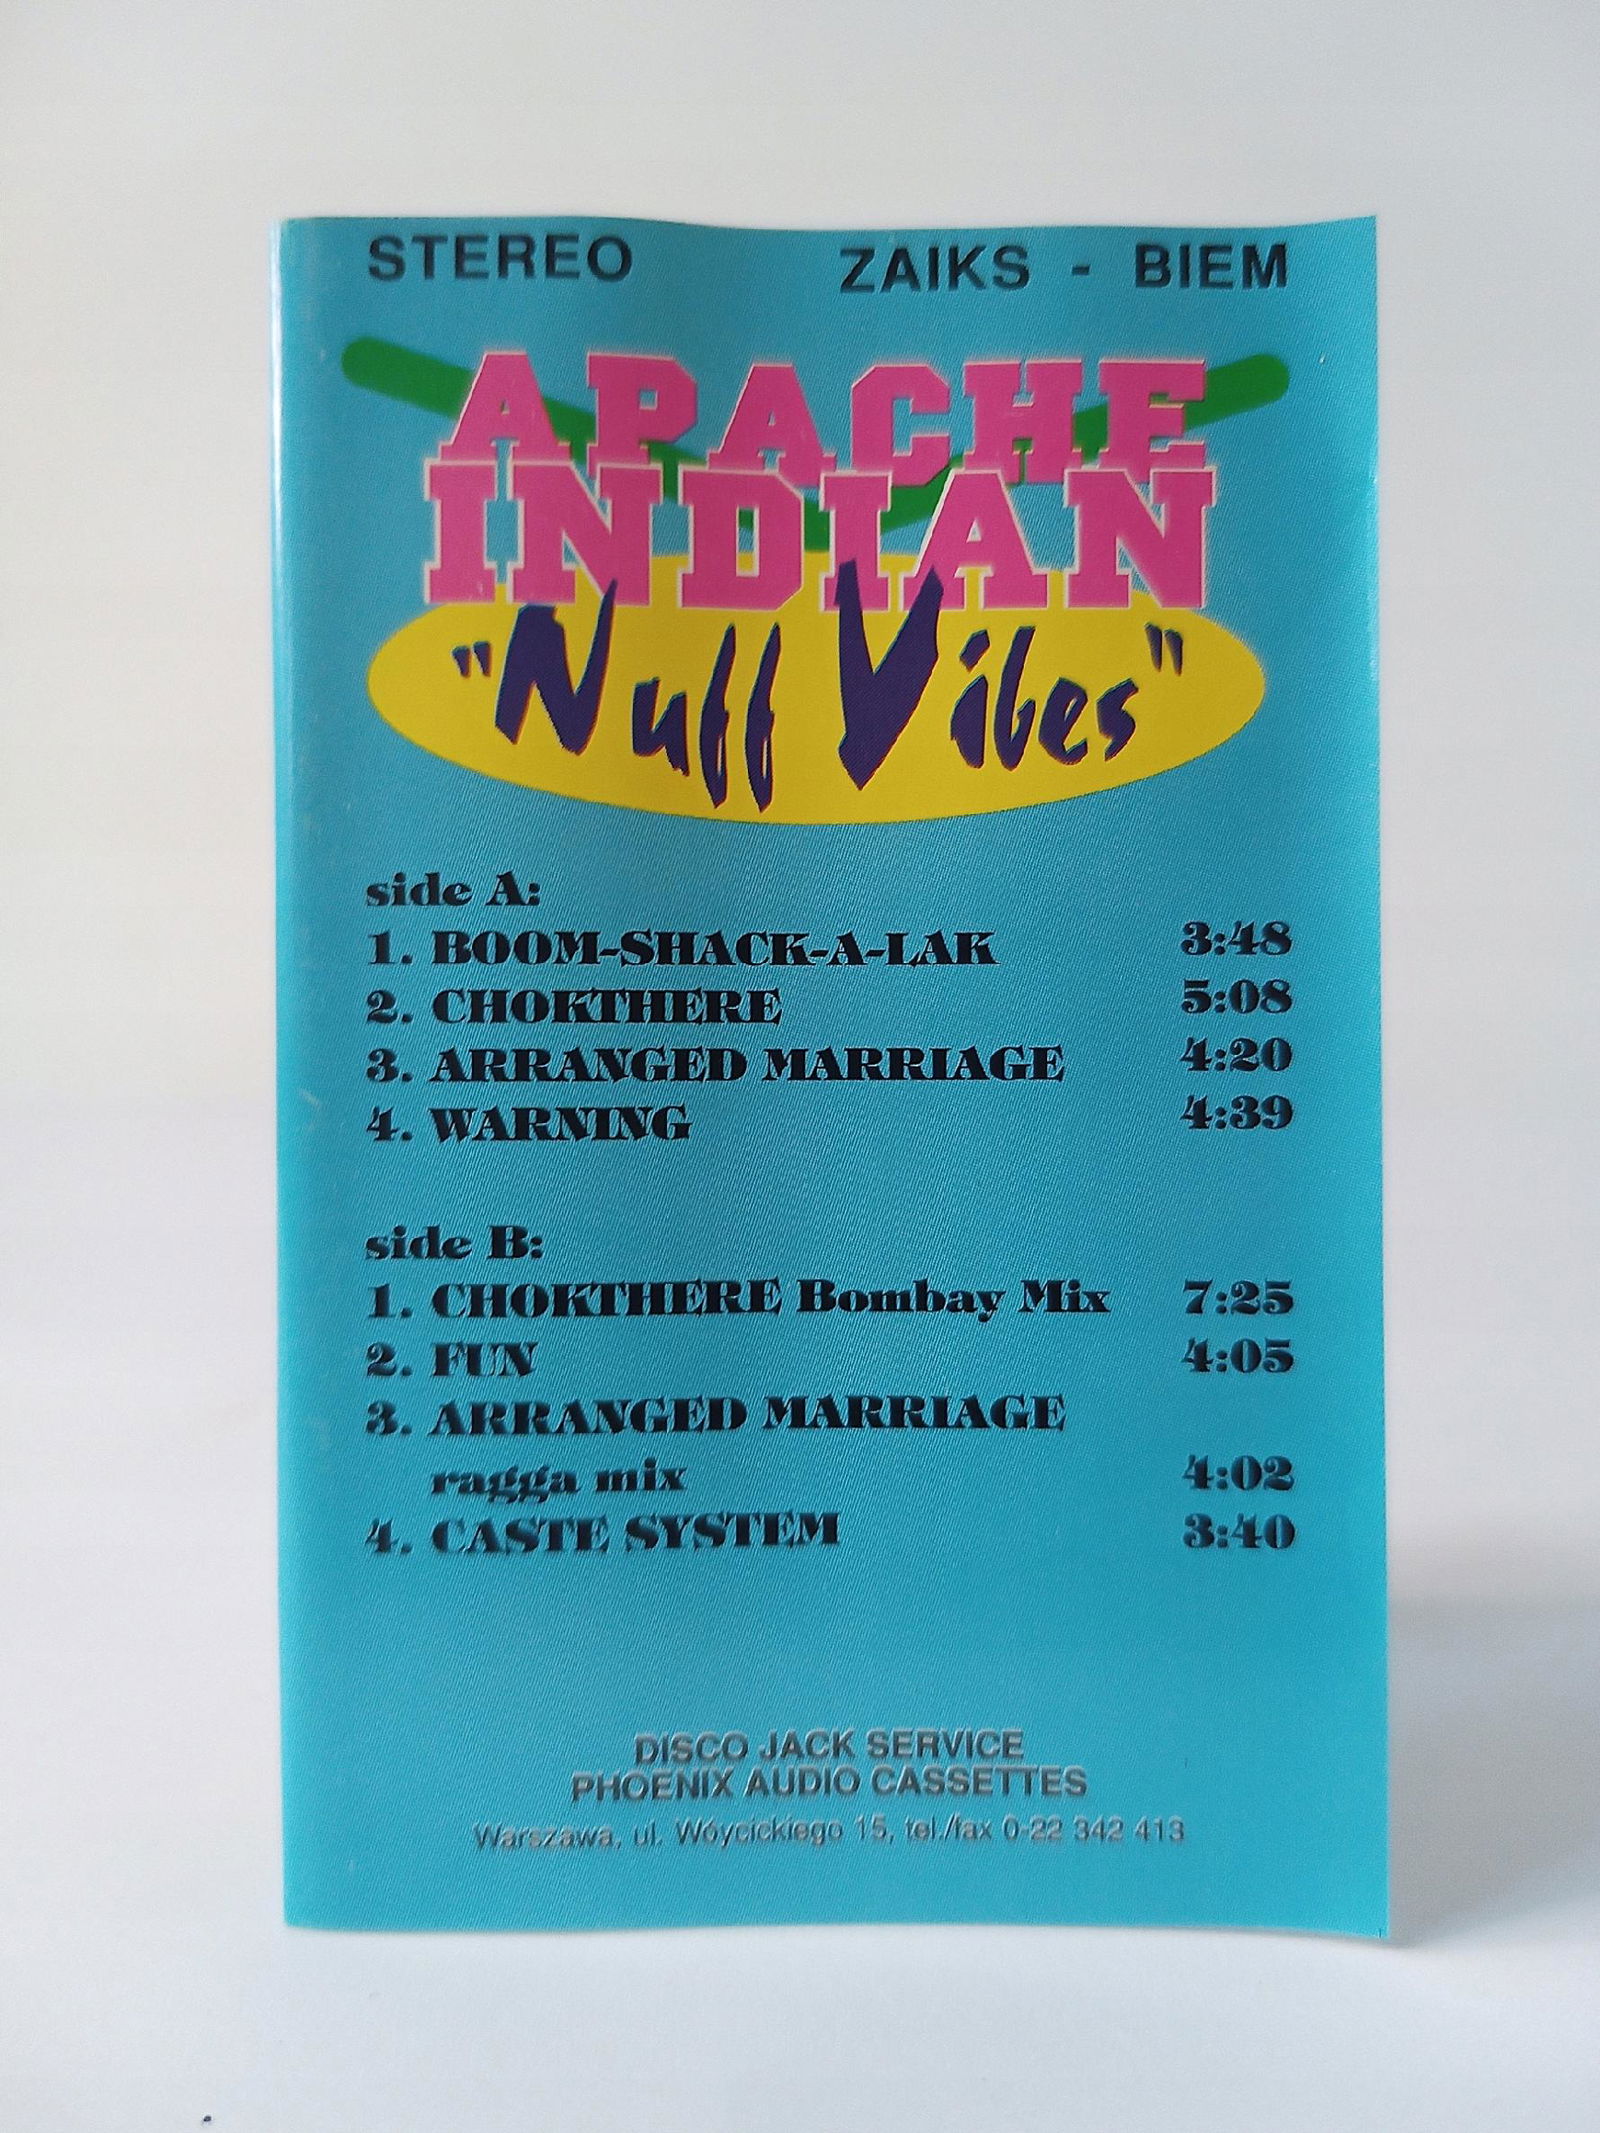 STEREO ZAIKS - BIEM
APACHE
INDIAN
"Nuff Vibes"
side A:
1. BOOM-SHACK-A-LAK 3:48
2. CHOKTHERE 5:08
3. ARRANGED MARRIAGE 4:20
4. WARNING 4:39
side B:
1. CHOKTHERE Bombay Mix 7:25
2. FUN 4:05
3. ARRANGED MARRIAGE
ragga mix 4:02
4. CASTE SYSTEM 3:40
DISCO JACK SERVICE
PHOENIX AUDIO CASSETTES
Warszawa, ul. Wóycickiego 15, tel./fax 0-22 342 413